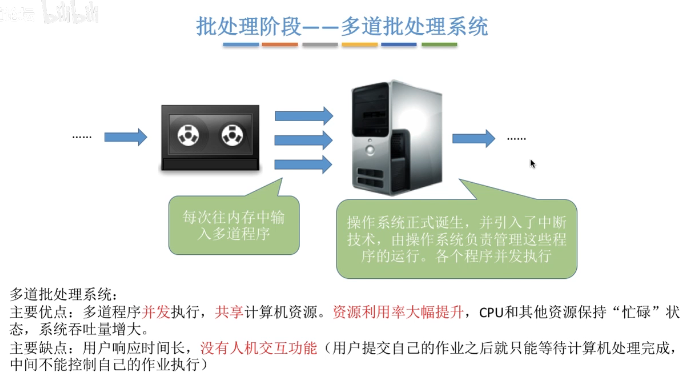 批处理阶段——多道批处理系统
......
......
每次往内存中输
入多道程序
操作系统正式诞生，并引入了中断
技术，由操作系统负责管理这些程
序的运行。各个程序并发执行
多道批处理系统：
主要优点：多道程序并发执行，共享计算机资源。资源利用率大幅提升，CPU和其他资源保持“忙碌”状
态，系统吞吐量增大。
主要缺点：用户响应时间长，没有人机交互功能（用户提交自己的作业之后就只能等待计算机处理完成，
中间不能控制自己的作业执行）